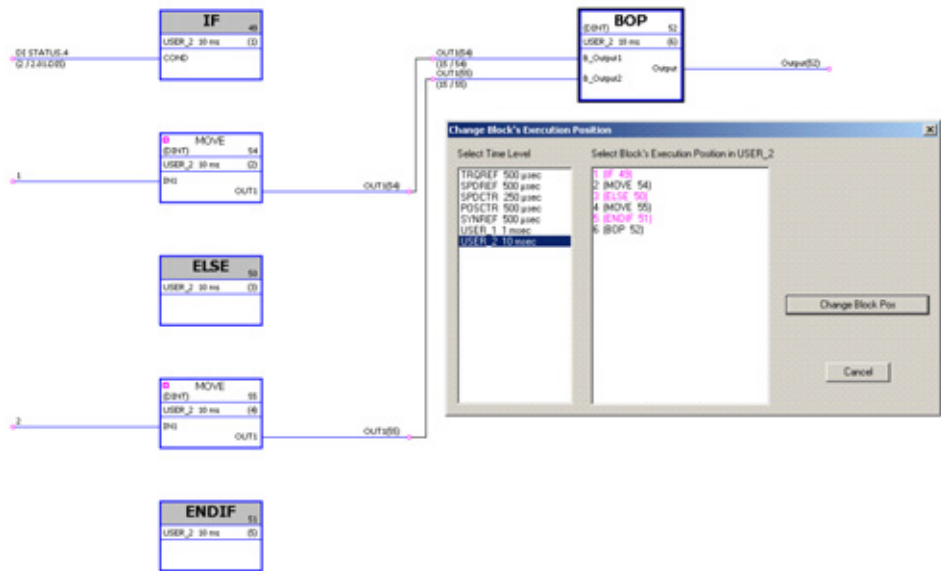 IF
49
USER_2 10 ms (1)
DI STATUS.4
COND
1
MOVE
(DINT) 54
USER_2 10 ms (2)
IN1
OUT1
OUT1(54)
ELSE
50
USER_2 10 ms (3)
MOVE
(DINT) 55
USER_2 10 ms (4)
2
IN1
OUT1
OUT1(55)
ENDIF
51
USER_2 10 ms (5)
BOP
(DINT) 52
USER_2 10 ms (6)
OUT1(54)
(15 / 54)
B_Output1
OUT1(55)
(15 / 55)
B_Output2
Output
Output(52)
Change Block's Execution Position
Select Time Level
TRQREF 500 µsec
SPDREF 500 µsec
SPDCTR 250 µsec
POSCTR 500 µsec
SYNREF 500 µsec
USER_1 1 msec
USER_2 10 msec
Select Block's Execution Position in USER_2
1 (IF 49)
2 (MOVE 54)
3 (ELSE 50)
4 (MOVE 55)
5 (ENDIF 51)
6 (BOP 52)
Change Block Pos
Cancel